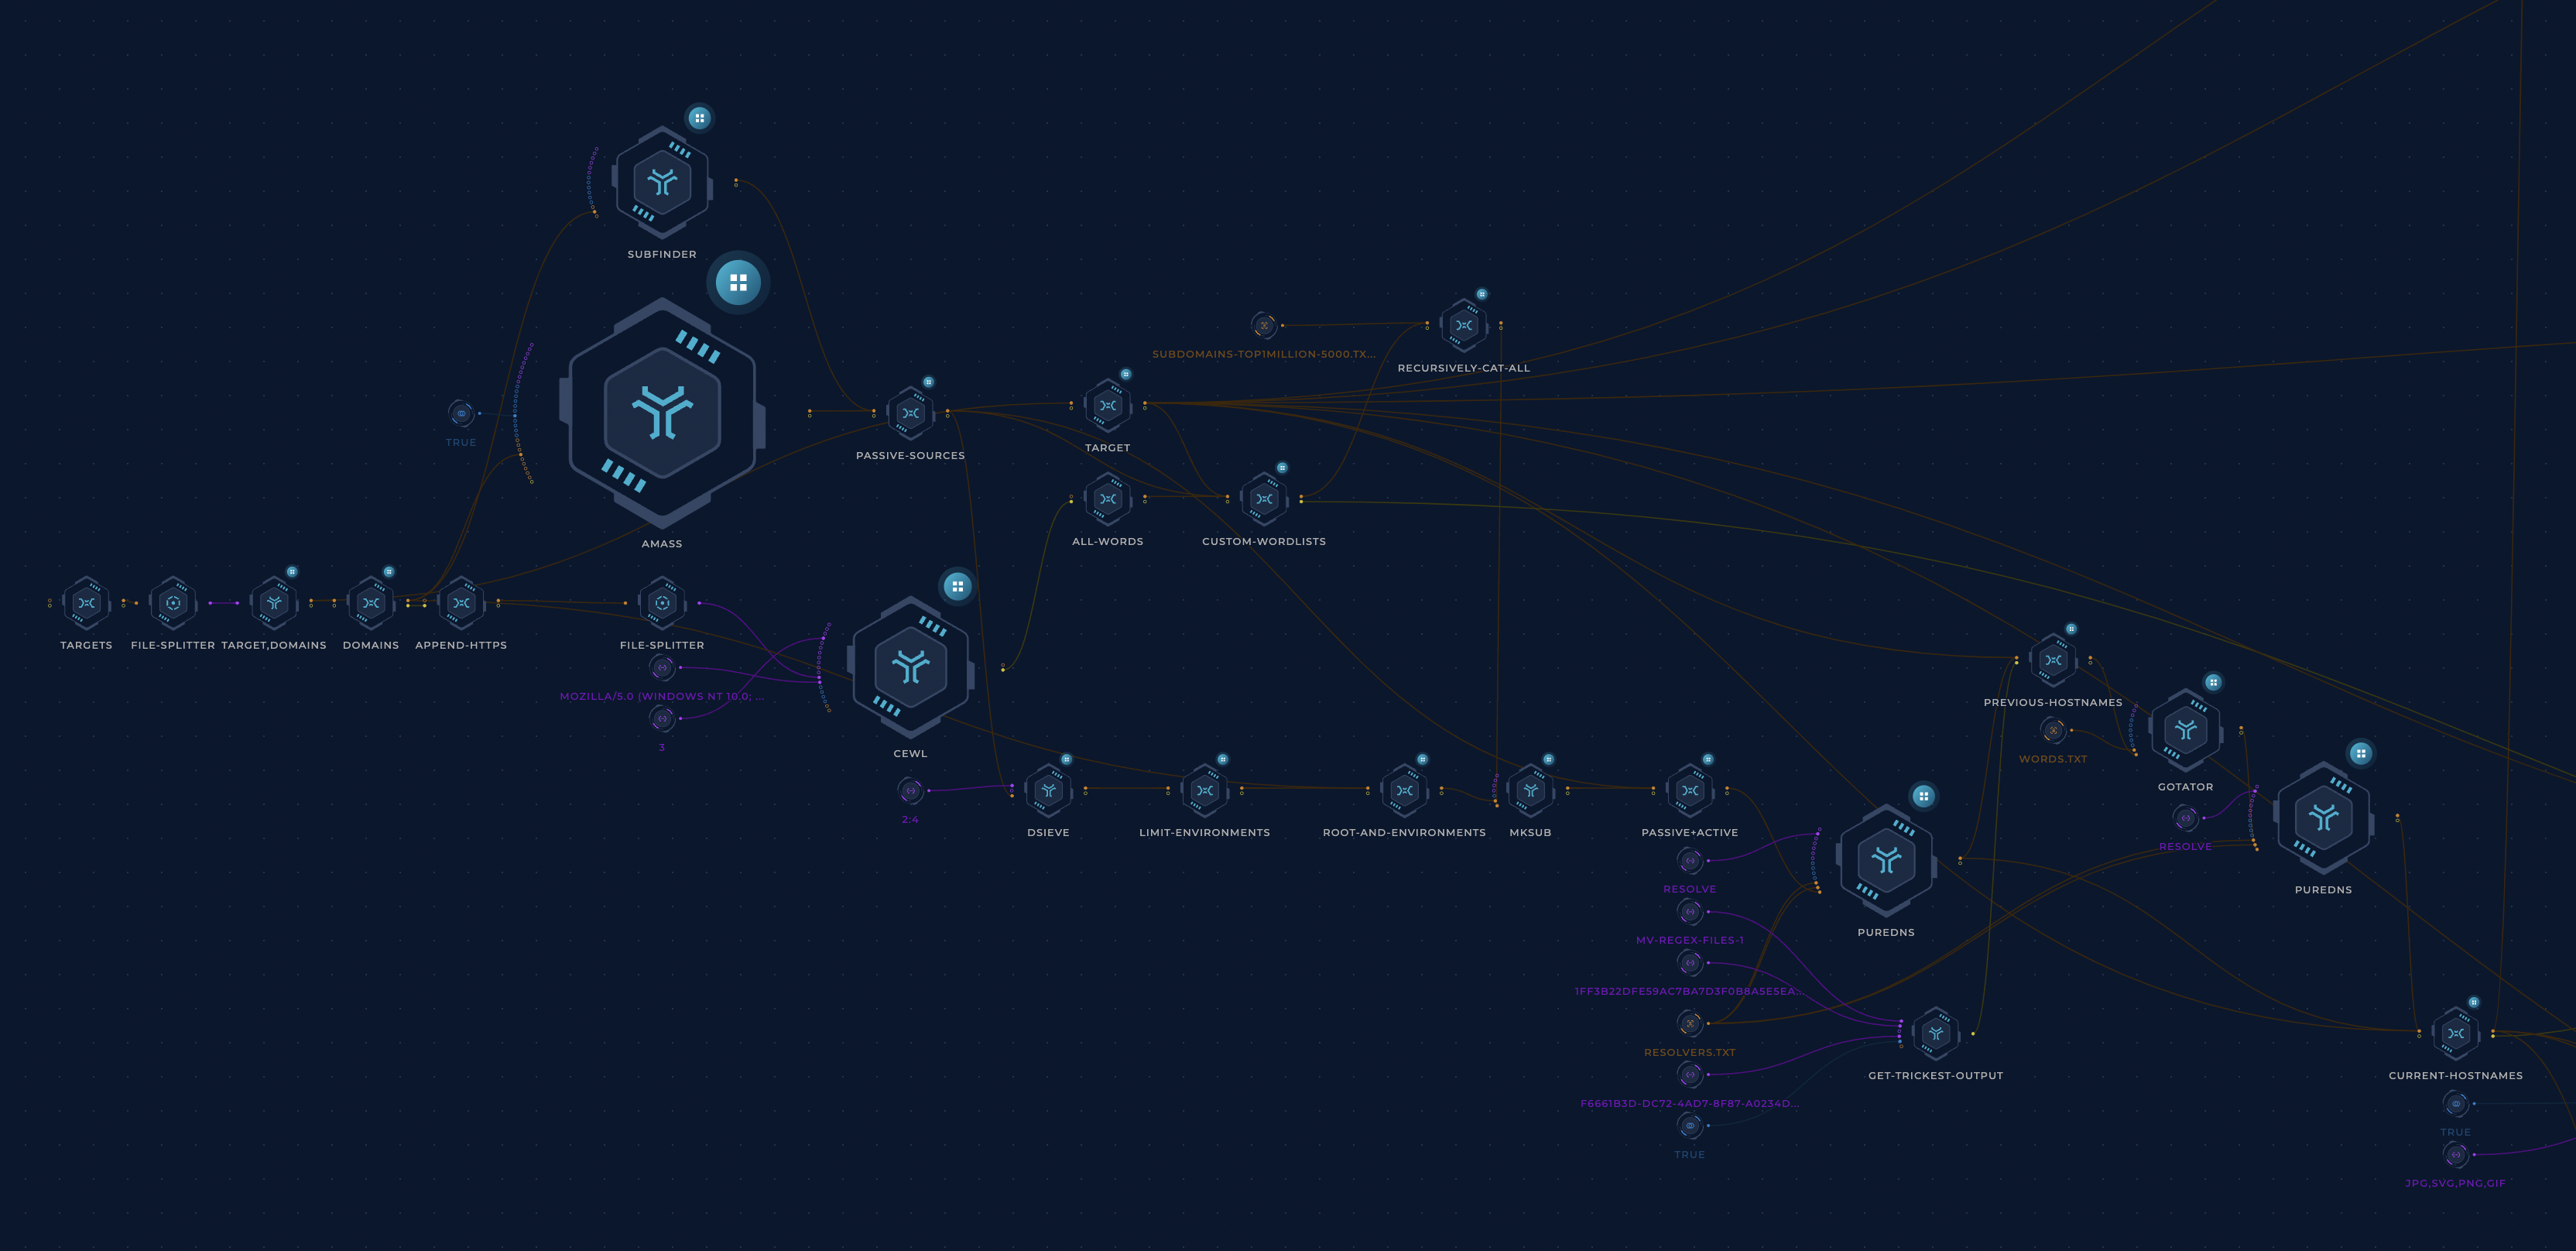 SUBFINDER
SUBDOMAINS-TOP1MILLION-5000.TX...
RECURSIVELY-CAT-ALL
TRUE
PASSIVE-SOURCES
TARGET
AMASS
ALL-WORDS
CUSTOM-WORDLISTS
TARGETS
FILE-SPLITTER
TARGET,DOMAINS
DOMAINS
APPEND-HTTPS
FILE-SPLITTER
MOZILLA/5.0 (WINDOWS NT 10.0; ...
PREVIOUS-HOSTNAMES
3
CEWL
WORDS.TXT
GOTATOR
2:4
DSIEVE
LIMIT-ENVIRONMENTS
ROOT-AND-ENVIRONMENTS
MKSUB
PASSIVE+ACTIVE
RESOLVE
RESOLVE
PUREDNS
PUREDNS
MV-REGEX-FILES-1
1FF3B22DFE59AC7BA7D3F0B8A5E5EA...
RESOLVERS.TXT
GET-TRICKEST-OUTPUT
CURRENT-HOSTNAMES
F6661B3D-DC72-4AD7-8F87-A0234D...
TRUE
TRUE
JPG,SVG,PNG,GIF